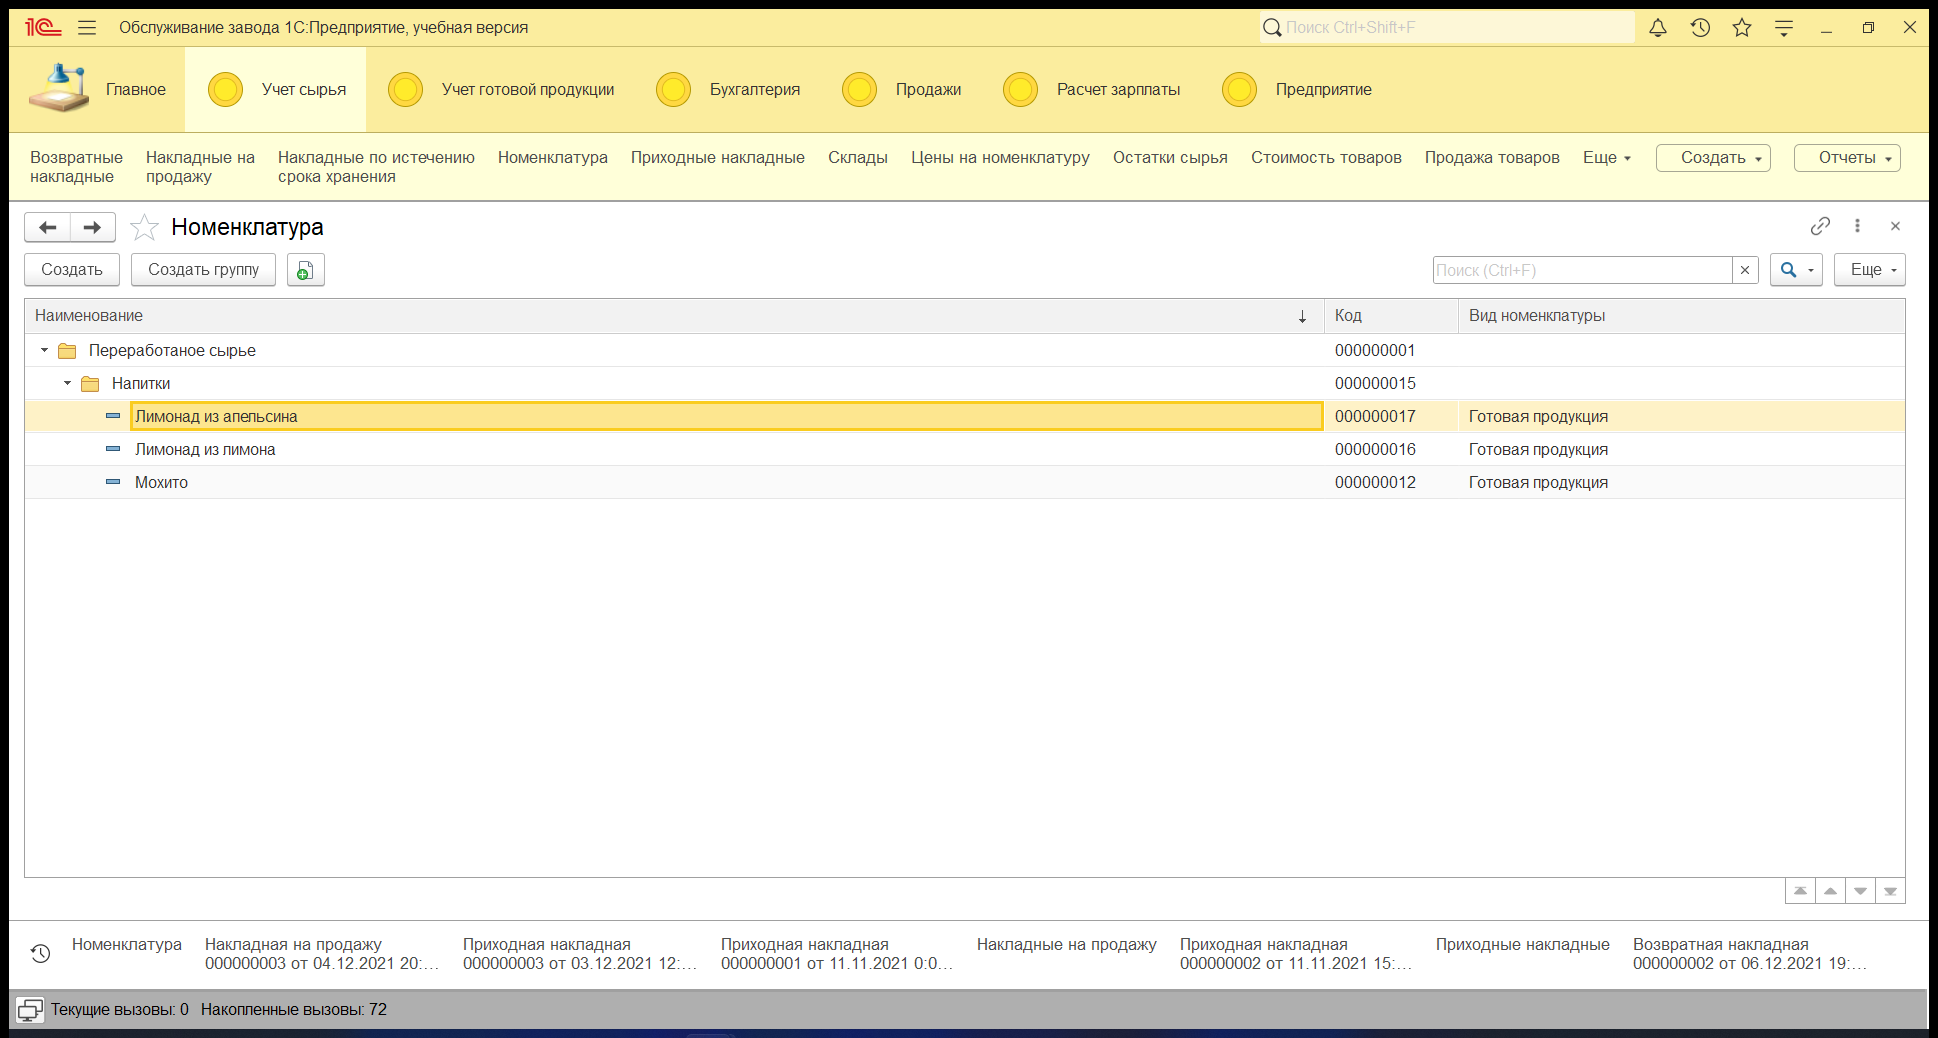 1С Обслуживание завода 1С:Предприятие, учебная версия Поиск Ctrl+Shift+F
Главное Учет сырья Учет готовой продукции Бухгалтерия Продажи Расчет зарплаты Предприятие
Возвратные накладные
Накладные на продажу
Накладные по истечению срока хранения
Номенклатура
Приходные накладные
Склады
Цены на номенклатуру
Остатки сырья
Стоимость товаров
Продажа товаров
Еще
Создать
Отчеты
Номенклатура
Создать Создать группу Поиск (Ctrl+F) Еще
Наименование Код Вид номенклатуры
Переработаное сырье 000000001
Напитки 000000015
Лимонад из апельсина 000000017 Готовая продукция
Лимонад из лимона 000000016 Готовая продукция
Мохито 000000012 Готовая продукция
Номенклатура
Накладная на продажу
000000003 от 04.12.2021 20:...
Приходная накладная
000000003 от 03.12.2021 12:...
Приходная накладная
000000001 от 11.11.2021 0:0...
Накладные на продажу
Приходная накладная
000000002 от 11.11.2021 15:...
Приходные накладные
Возвратная накладная
000000002 от 06.12.2021 19:...
Текущие вызовы: 0 Накопленные вызовы: 72